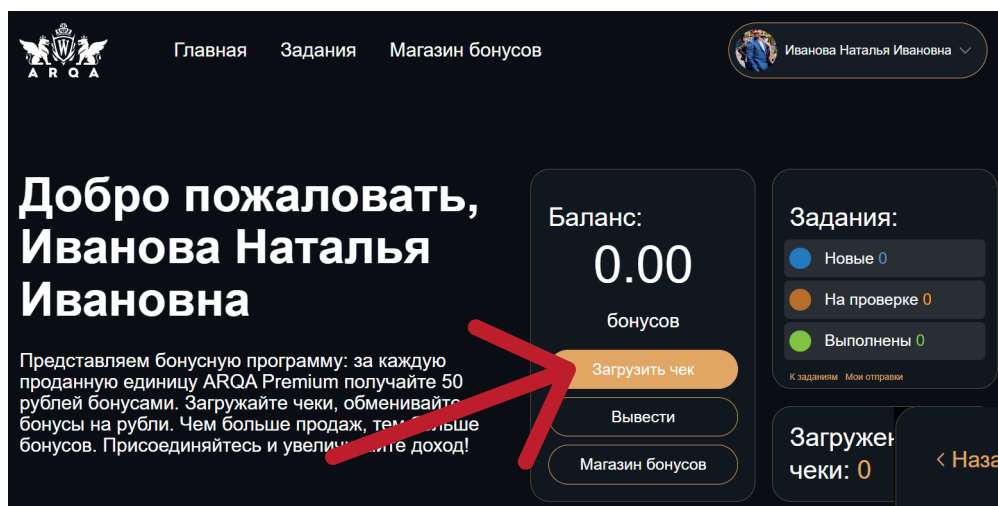 ARQA
Главная Задания Магазин бонусов
Иванова Наталья Ивановна
Добро пожаловать,
Иванова Наталья
Ивановна
Представляем бонусную программу: за каждую
проданную единицу ARQA Premium получайте 50
рублей бонусами. Загружайте чеки, обменивайте
бонусы на рубли. Чем больше продаж, тем больше
бонусов. Присоединяйтесь и увеличивайте доход!
Баланс:
0.00
бонусов
Загрузить чек
Вывести
Магазин бонусов
Задания:
Новые 0
На проверке 0
Выполнены 0
К заданиям Мои отправки
Загружен
чеки: 0
< Наза